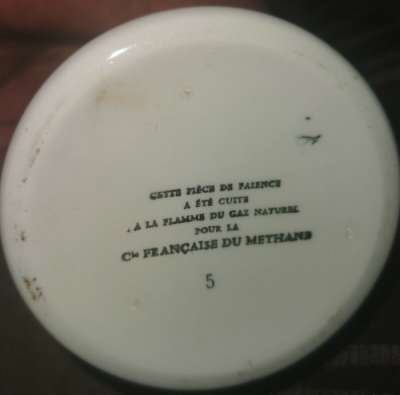 CETTE PIÈCE DE FAIENCE
A ÉTÉ CUITE
A LA FLAMME DU GAZ NATUREL
POUR LA
Cie FRANÇAISE DU METHANE
5